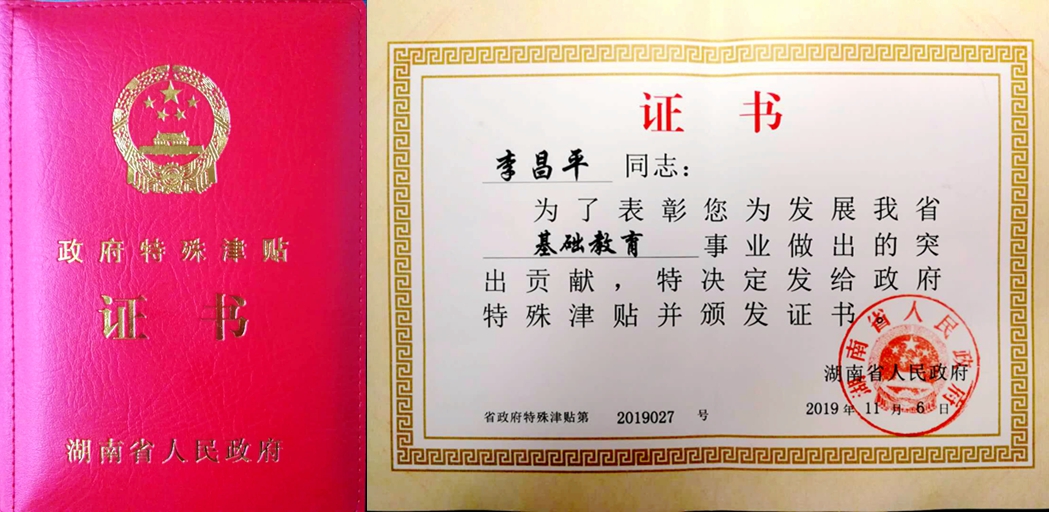 政府特殊津贴
证书
湖南省人民政府
证书
李昌平 同志：
为了表彰您为发展我省
基础教育 事业做出的突
出贡献，特决定发给政府
特殊津贴并颁发证书。
湖南省人民政府
湖南省人民政府
2019年11月6日
省政府特殊津贴第 2019027 号